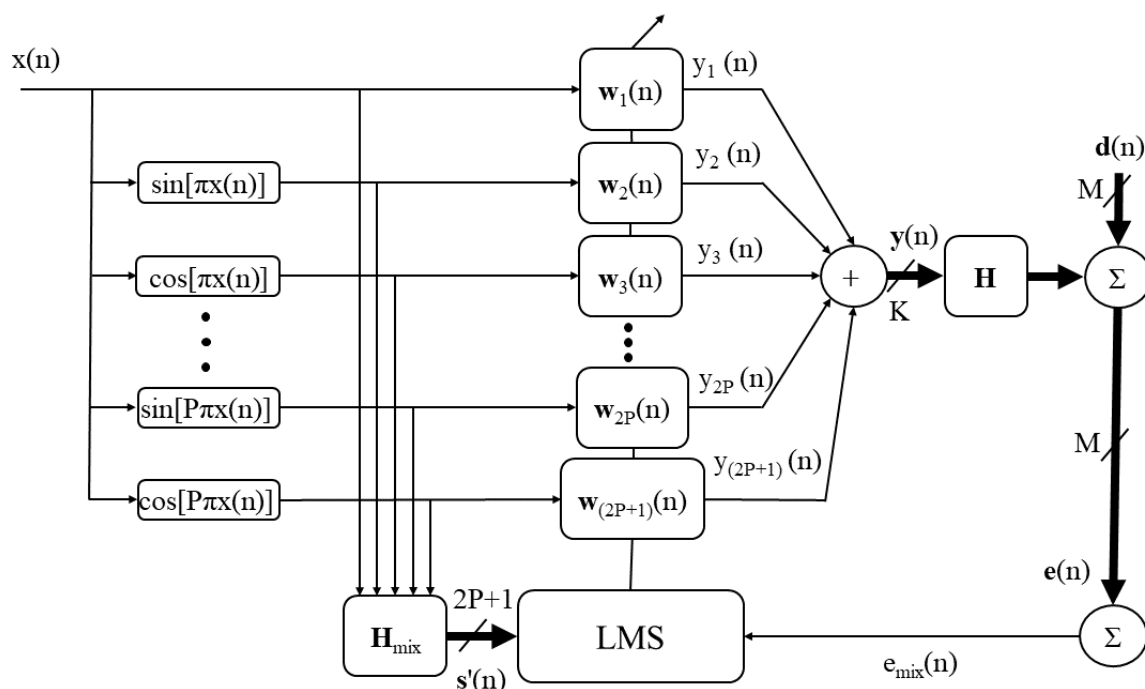 x(n)
w₁(n)
y₁ (n)
sin[πx(n)]
w₂(n)
y₂ (n)
cos[πx(n)]
w₃(n)
y₃ (n)
sin[Pπx(n)]
w₂P(n)
y₂P (n)
cos[Pπx(n)]
w₍₂P₊₁₎(n)
y₍₂P₊₁₎ (n)
+
y(n)
K
H
d(n)
M
Σ
M
e(n)
Σ
Hmix
2P+1
s'(n)
LMS
emix(n)